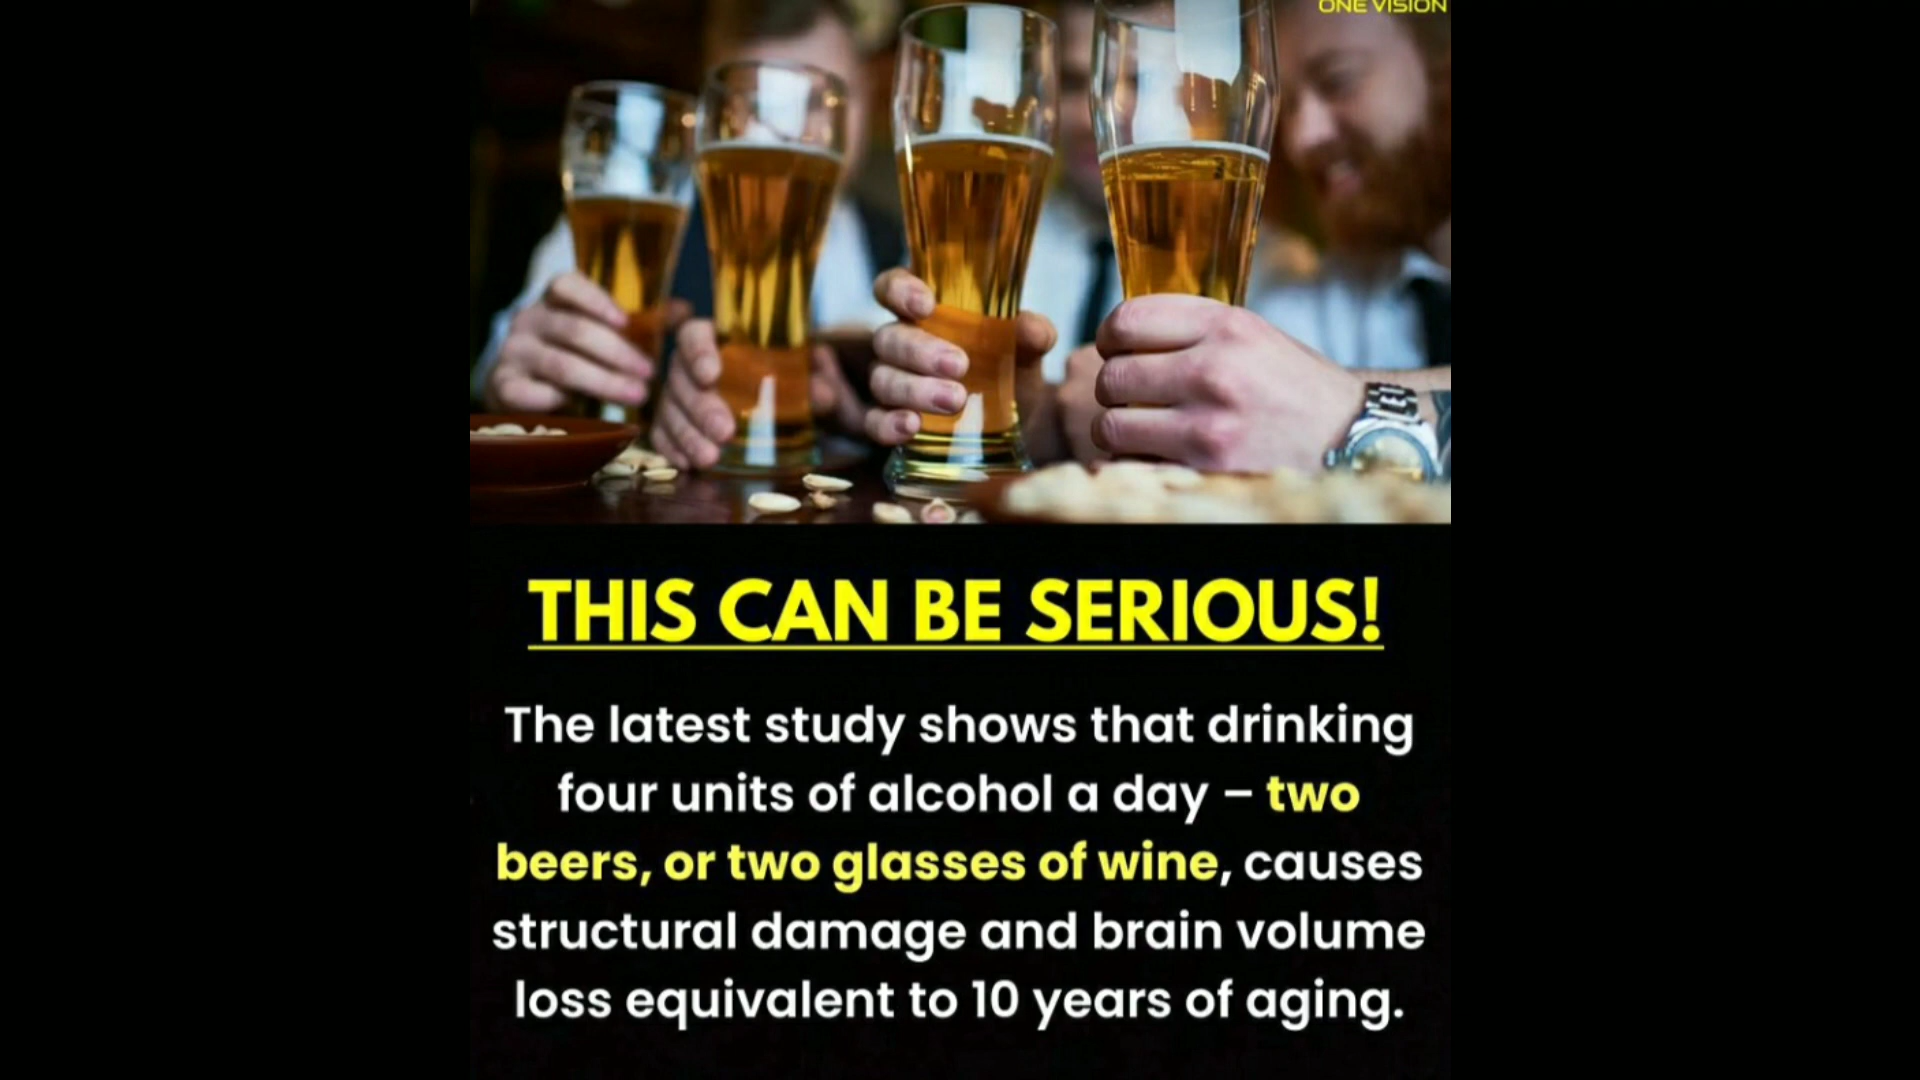 ONE VISION
THIS CAN BE SERIOUS!
The latest study shows that drinking
four units of alcohol a day – two
beers, or two glasses of wine, causes
structural damage and brain volume
loss equivalent to 10 years of aging.